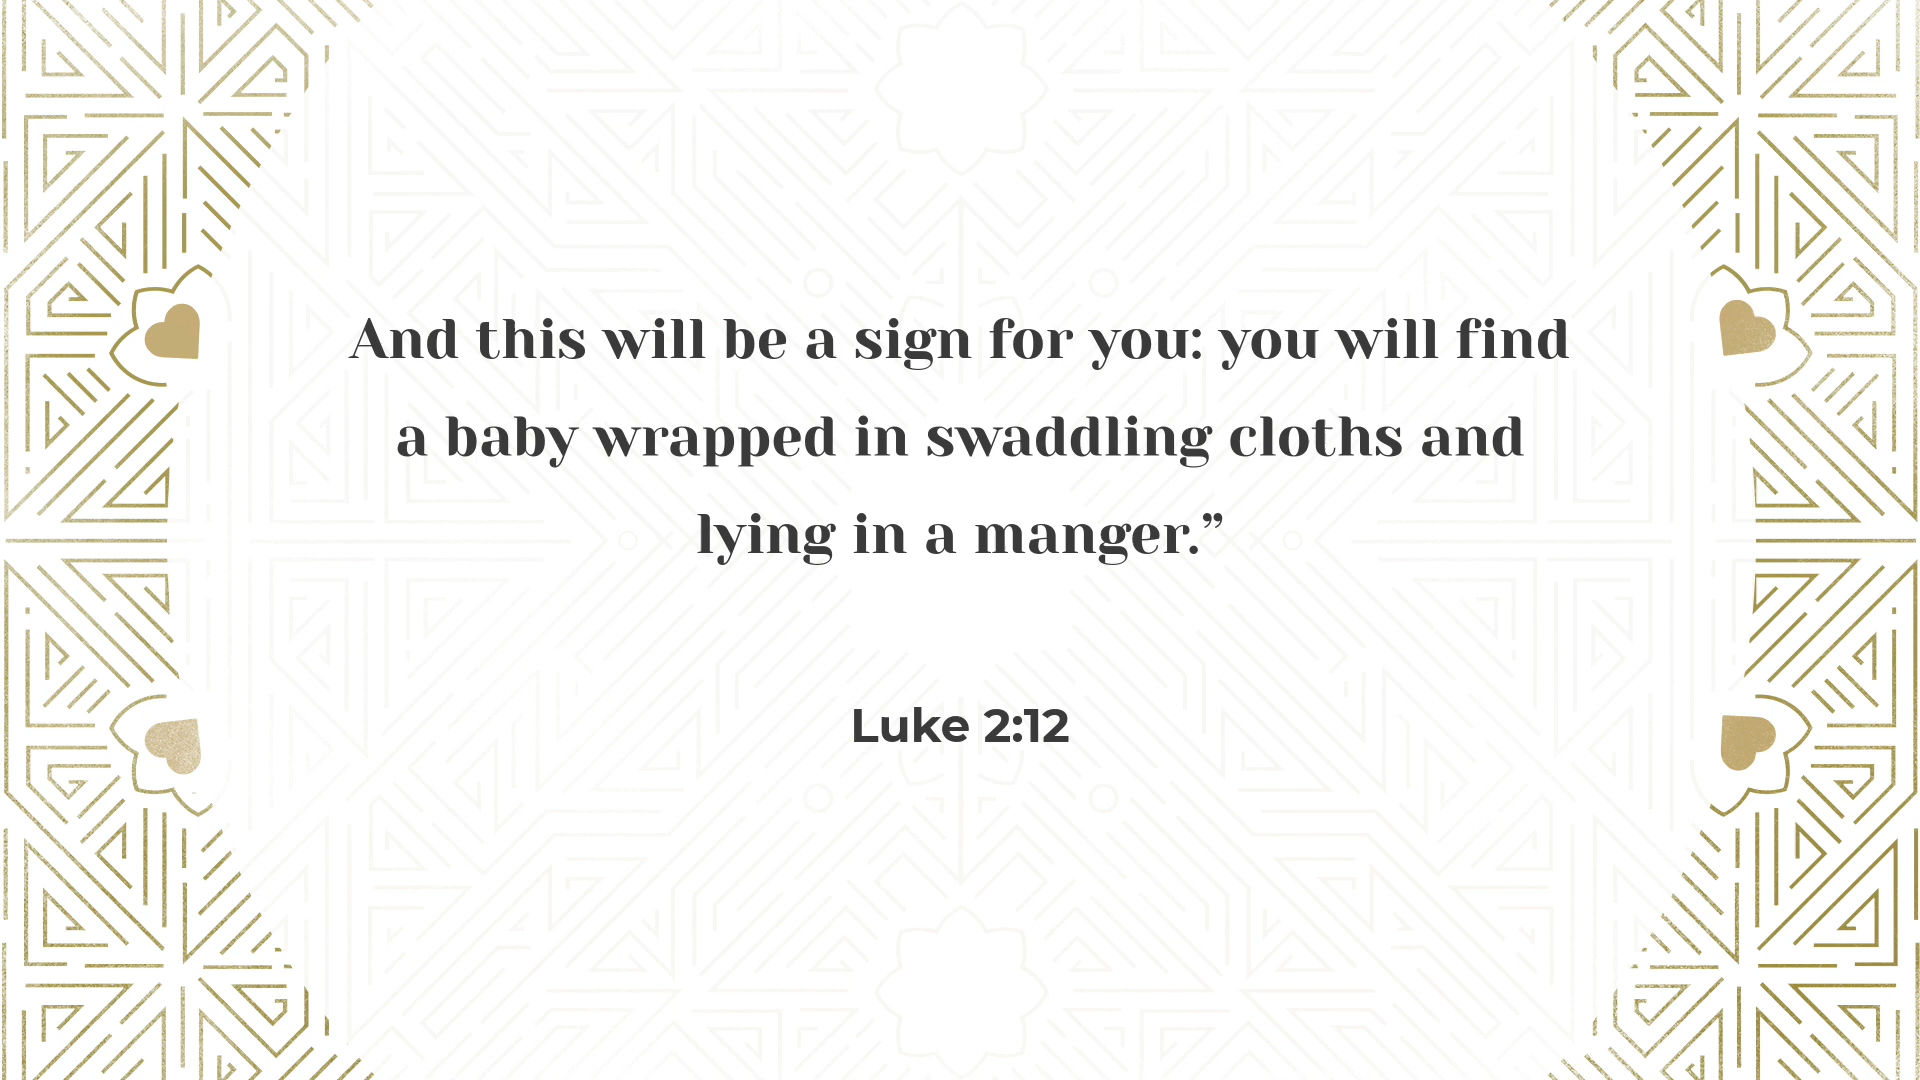 And this will be a sign for you: you will find
a baby wrapped in swaddling cloths and
lying in a manger.”
Luke 2:12